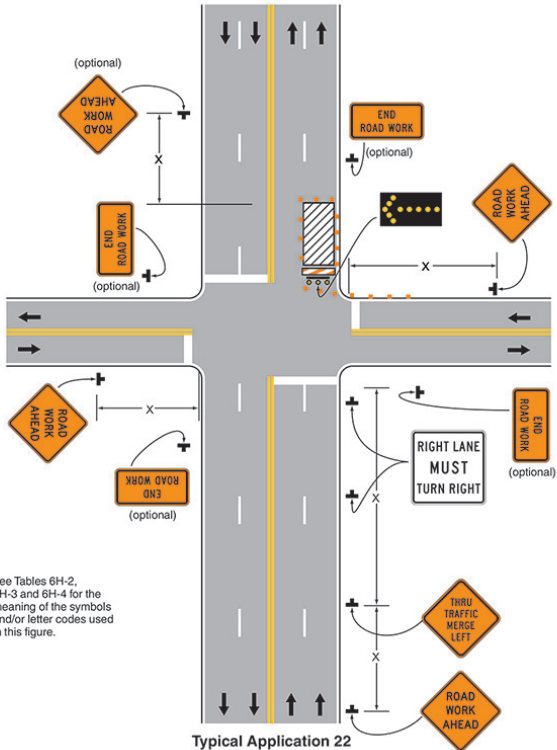 (optional)
ROAD
WORK
AHEAD
X
END
ROAD WORK
(optional)
END
ROAD WORK
(optional)
ROAD
WORK
AHEAD
X
ROAD
WORK
AHEAD
X
END
ROAD WORK
(optional)
RIGHT LANE
MUST
TURN RIGHT
END
ROAD WORK
(optional)
X
ee Tables 6H-2,
H-3 and 6H-4 for the
eaning of the symbols
nd/or letter codes used
this figure.
THRU
TRAFFIC
MERGE
LEFT
X
ROAD
WORK
AHEAD
Typical Application 22